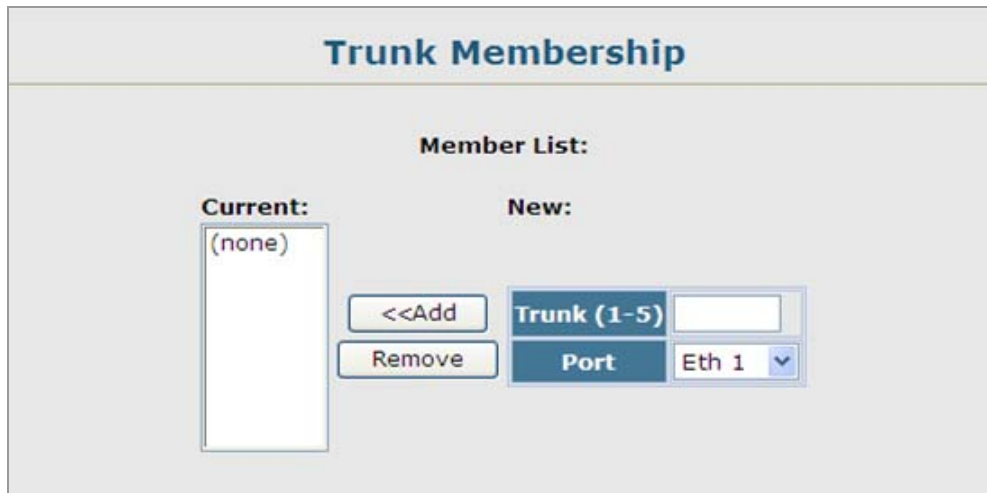 Trunk Membership
Member List:
Current:
New:
(none)
<<Add
Trunk (1-5)
Remove
Port
Eth 1